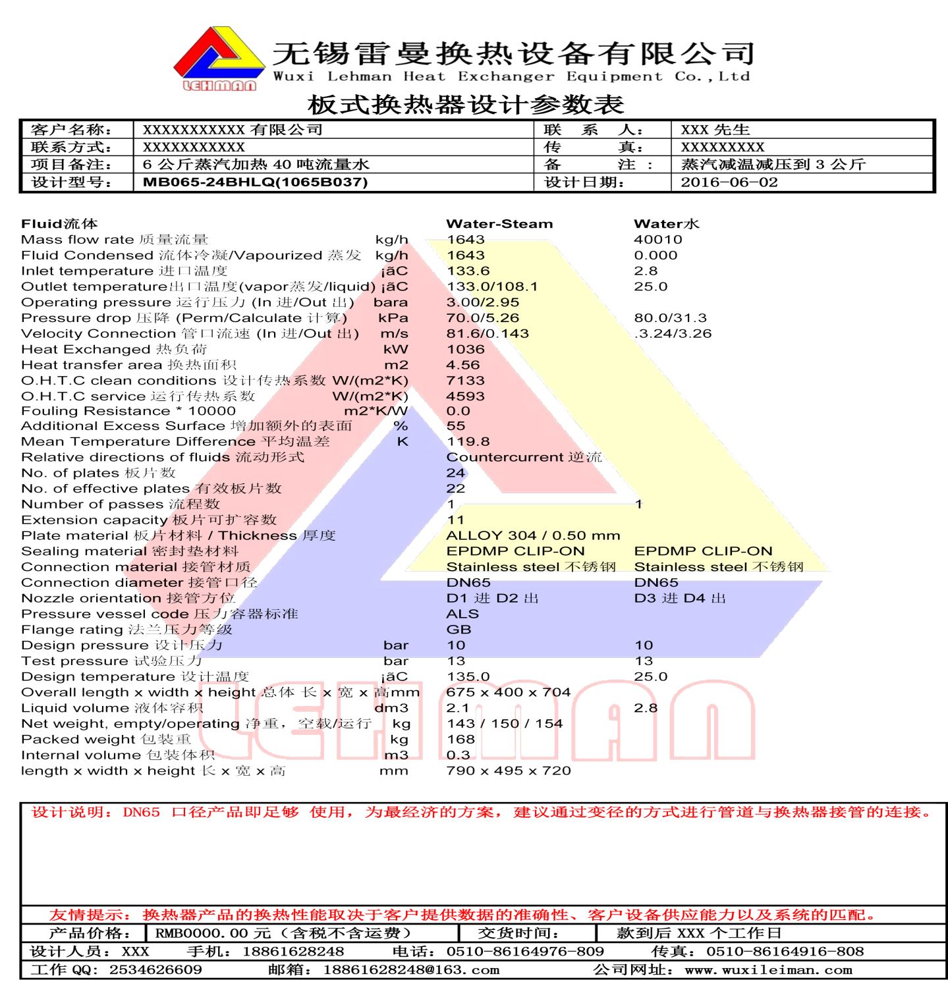 LEHMAN
无锡雷曼换热设备有限公司
Wuxi Lehman Heat Exchanger Equipment Co.,Ltd
板式换热器设计参数表
客户名称： XXXXXXXXXXX 有限公司 联 系 人： XXX 先生
联系方式： XXXXXXXXXXX 传 真： XXXXXXXXX
项目备注： 6 公斤蒸汽加热 40 吨流量水 备 注 : 蒸汽减温减压到 3 公斤
设计型号： MB065-24BHLQ(1065B037) 设计日期： 2016-06-02
Fluid流体 Water-Steam Water水
Mass flow rate 质量流量 kg/h 1643 40010
Fluid Condensed 流体冷凝/Vapourized 蒸发 kg/h 1643 0.000
Inlet temperature 进口温度 ¡ãC 133.6 2.8
Outlet temperature出口温度(vapor蒸发/liquid) ¡ãC 133.0/108.1 25.0
Operating pressure 运行压力 (In 进/Out 出) bara 3.00/2.95
Pressure drop 压降 (Perm/Calculate 计算) kPa 70.0/5.26 80.0/31.3
Velocity Connection 管口流速 (In 进/Out 出) m/s 81.6/0.143 .3.24/3.26
Heat Exchanged 热负荷 kW 1036
Heat transfer area 换热面积 m2 4.56
O.H.T.C clean conditions 设计传热系数 W/(m2*K) 7133
O.H.T.C service 运行传热系数 W/(m2*K) 4593
Fouling Resistance * 10000 m2*K/W 0.0
Additional Excess Surface 增加额外的表面 % 55
Mean Temperature Difference 平均温差 K 119.8
Relative directions of fluids 流动形式 Countercurrent 逆流
No. of plates 板片数 24
No. of effective plates 有效板片数 22
Number of passes 流程数 1 1
Extension capacity 板片可扩容数 11
Plate material 板片材料 / Thickness 厚度 ALLOY 304 / 0.50 mm
Sealing material 密封垫材料 EPDMP CLIP-ON EPDMP CLIP-ON
Connection material 接管材质 Stainless steel 不锈钢 Stainless steel 不锈钢
Connection diameter 接管口径 DN65 DN65
Nozzle orientation 接管方位 D1 进 D2 出 D3 进 D4 出
Pressure vessel code 压力容器标准 ALS
Flange rating 法兰压力等级 GB
Design pressure 设计压力 bar 10 10
Test pressure 试验压力 bar 13 13
Design temperature 设计温度 ¡ãC 135.0 25.0
Overall length x width x height 总体 长 x 宽 x 高mm 675 x 400 x 704
Liquid volume 液体容积 dm3 2.1 2.8
Net weight, empty/operating 净重，空载/运行 kg 143 / 150 / 154
Packed weight 包装重 kg 168
Internal volume 包装体积 m3 0.3
length x width x height 长 x 宽 x 高 mm 790 x 495 x 720
LEHMAN
设计说明：DN65 口径产品即足够 使用，为最经济的方案，建议通过变径的方式进行管道与换热器接管的连接。
友情提示：换热器产品的换热性能取决于客户提供数据的准确性、客户设备供应能力以及系统的匹配。
产品价格： RMB0000.00 元（含税不含运费） 交货时间： 款到后 XXX 个工作日
设计人员：XXX 手机：18861628248 电话：0510-86164976-809 传真：0510-86164916-808
工作 QQ: 2534626609 邮箱：18861628248@163.com 公司网址：www.wuxileiman.com